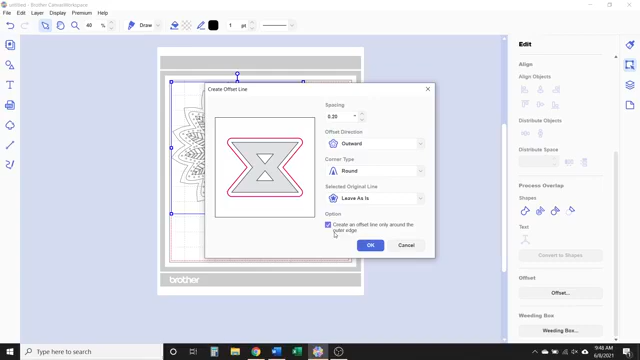 untitled - Brother CanvasWorkspace
File Edit Layer Display Premium Help
40 % Draw 1 pt
Create Offset Line
Spacing
0.20
Offset Direction
Outward
Corner Type
Round
Selected Original Line
Leave As Is
Option
Create an offset line only around the
outer edge
OK Cancel
brother
Edit
Align
Align Objects
Distribute Objects
Distribute Space
Process Overlap
Shapes
Text
Convert to Shapes
Offset
Offset...
Weeding Box
Weeding Box...
Type here to search
9:48 AM
6/8/2021